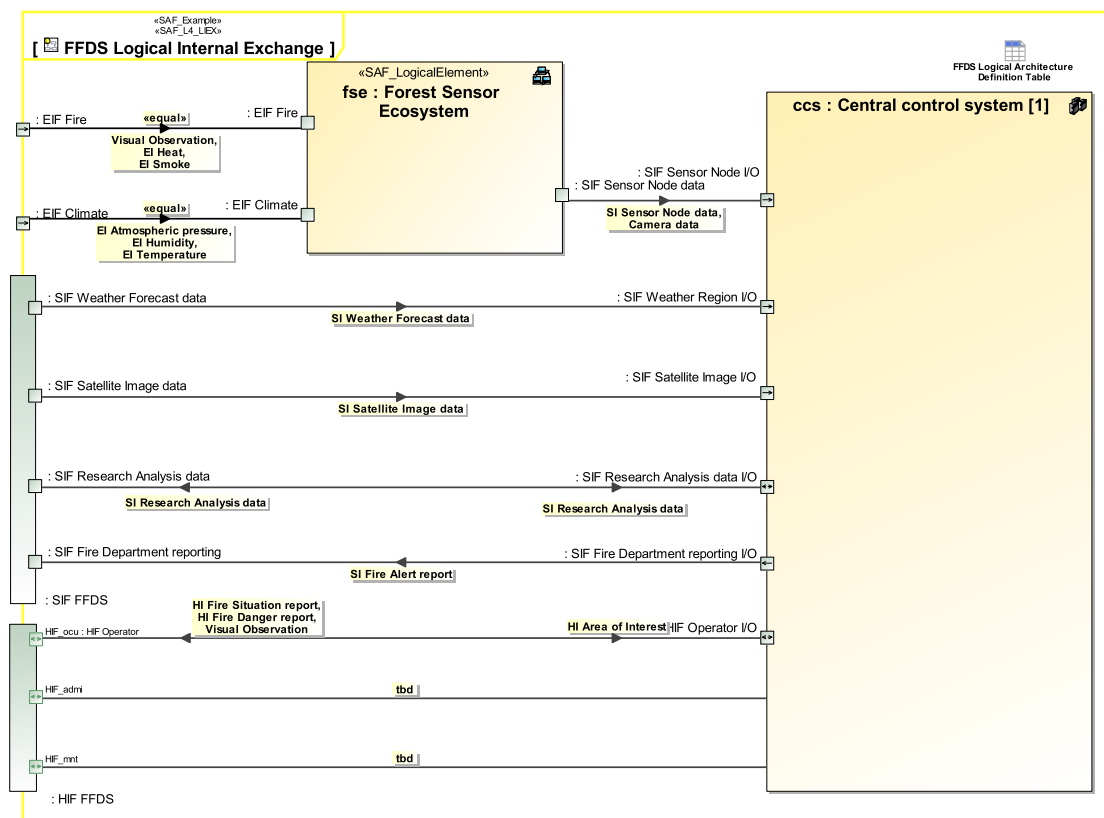 «SAF_Example»
«SAF_L4_LIEX»
[ FFDS Logical Internal Exchange ]
FFDS Logical Architecture
Definition Table
«SAF_LogicalElement»
fse : Forest Sensor
Ecosystem
ccs : Central control system [1]
: EIF Fire
«equal»
: EIF Fire
Visual Observation,
EI Heat,
EI Smoke
: EIF Climate
«equal»
: EIF Climate
EI Atmospheric pressure,
EI Humidity,
EI Temperature
: SIF Sensor Node I/O
: SIF Sensor Node data
SI Sensor Node data,
Camera data
: SIF Weather Forecast data
: SIF Weather Region I/O
SI Weather Forecast data
: SIF Satellite Image data
: SIF Satellite Image I/O
SI Satellite Image data
: SIF Research Analysis data
: SIF Research Analysis data I/O
SI Research Analysis data
SI Research Analysis data
: SIF Fire Department reporting
: SIF Fire Department reporting I/O
SI Fire Alert report
: SIF FFDS
HI Fire Situation report,
HI Fire Danger report,
Visual Observation
HIF_ocu : HIF Operator
HI Area of Interest
HIF Operator I/O
HIF_admi
tbd
HIF_mnt
tbd
: HIF FFDS